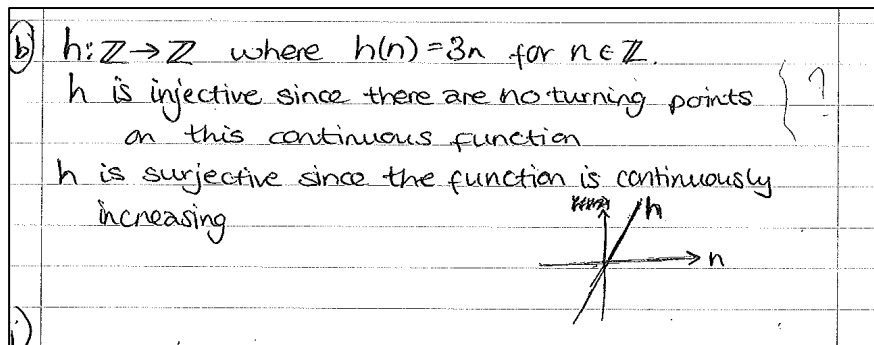 b) h: ℤ → ℤ where h(n) = 3n for n ∈ ℤ.
h is injective since there are no turning points } ?
on this continuous function
h is surjective since the function is continuously
increasing
h
n
i)